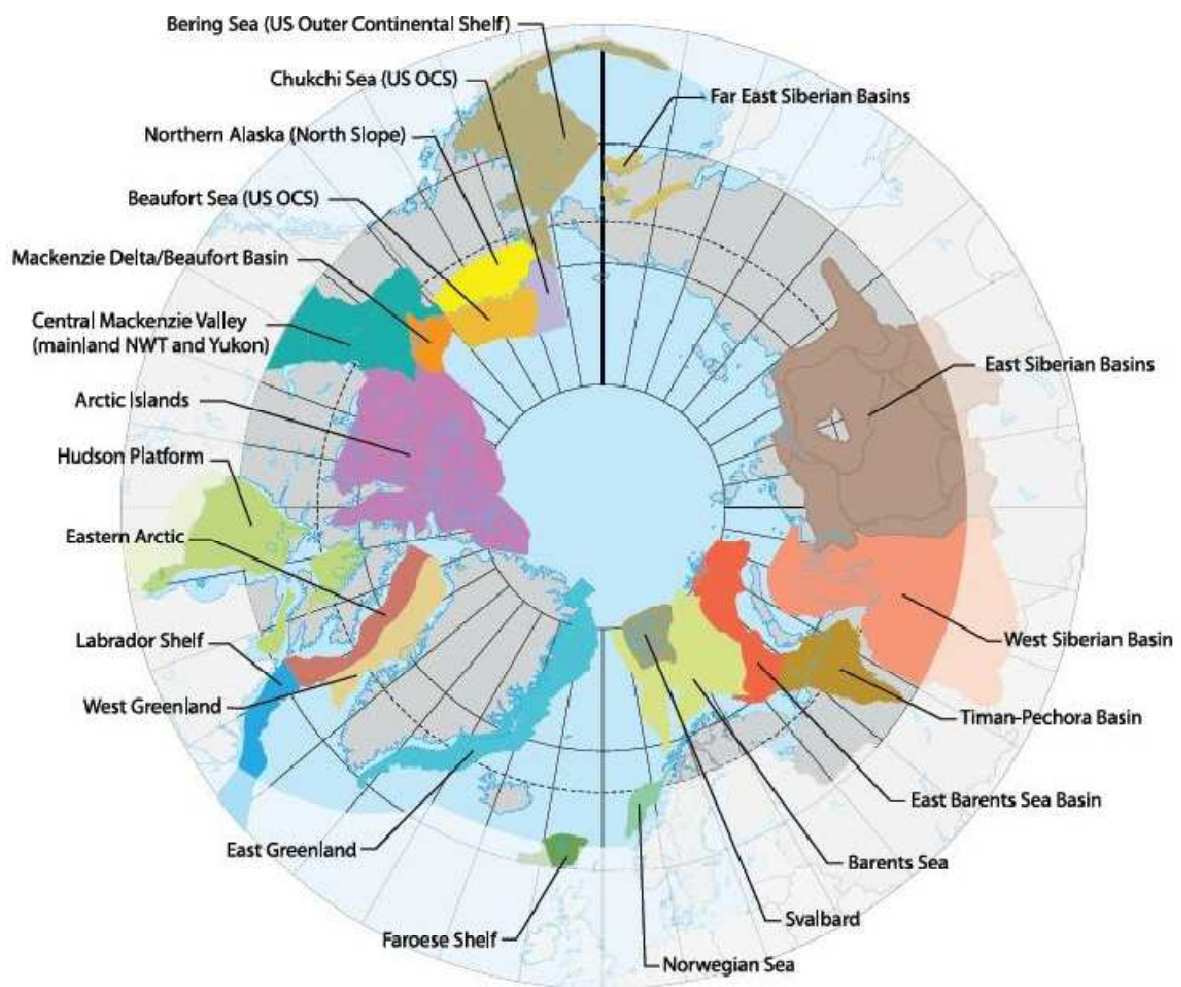 Bering Sea (US Outer Continental Shelf)
Chukchi Sea (US OCS)
Far East Siberian Basins
Northern Alaska (North Slope)
Beaufort Sea (US OCS)
Mackenzie Delta/Beaufort Basin
Central Mackenzie Valley
(mainland NWT and Yukon)
East Siberian Basins
Arctic Islands
Hudson Platform
Eastern Arctic
Labrador Shelf
West Siberian Basin
West Greenland
Timan-Pechora Basin
East Barents Sea Basin
East Greenland
Barents Sea
Svalbard
Faroese Shelf
Norwegian Sea